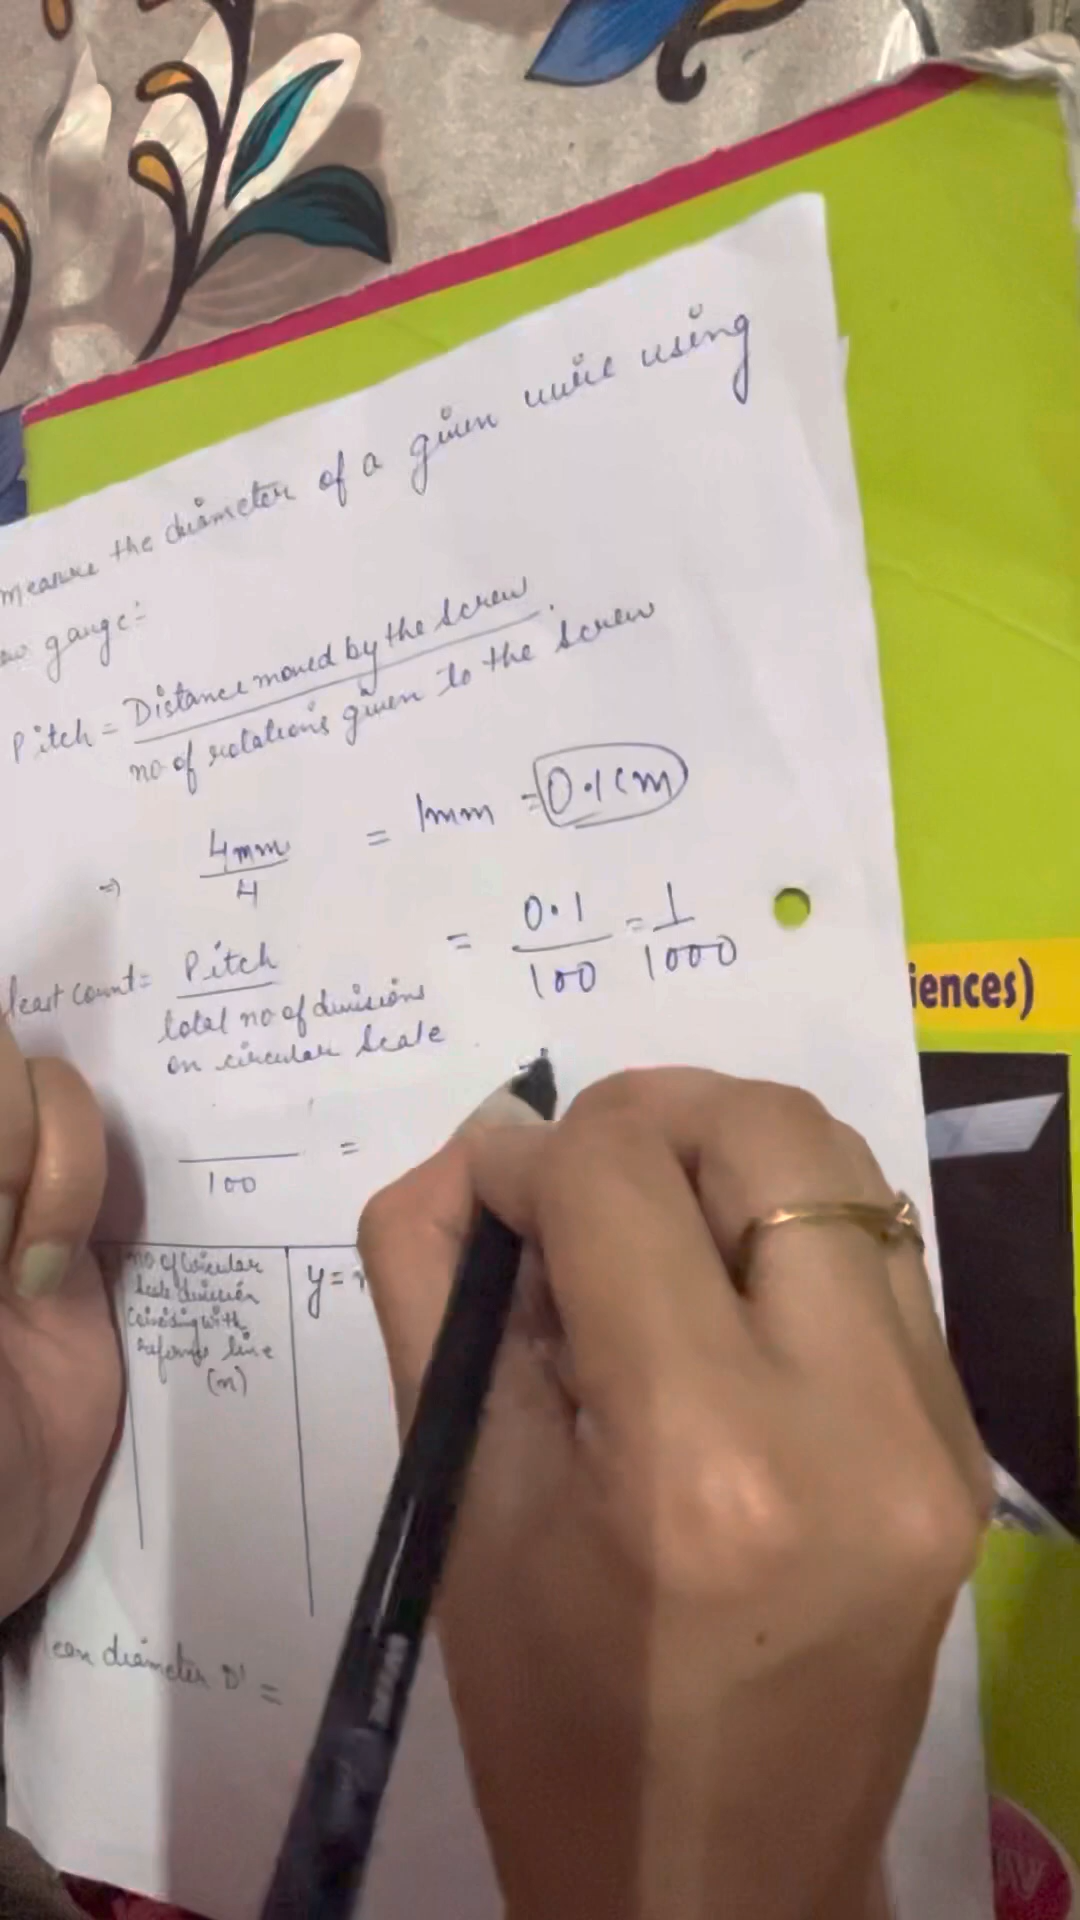 measure the diameter of a given wire using
gauge:-
Pitch = Distance moved by the screw
no of rotations given to the screw
⇒ 4mm / 4 = 1mm = 0.1cm
least count = Pitch = 0.1 / 100 = 1 / 1000
total no of divisions
on circular scale
100 =
iences)
no of circular
scale division
coinciding with
reference line
(n)
y =
ean diameter D' =